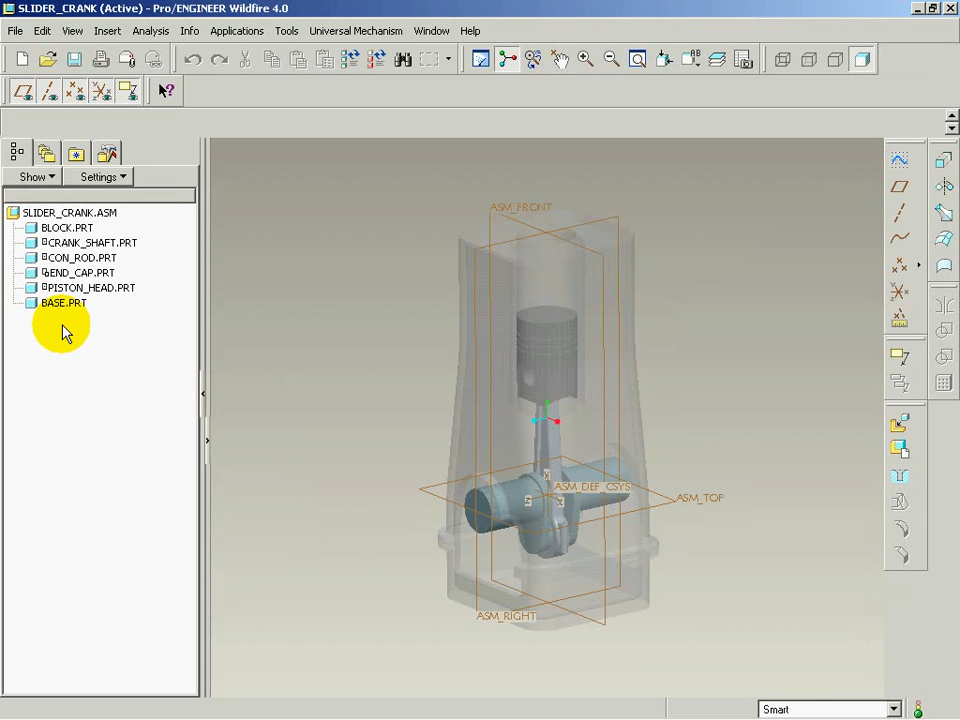 SLIDER_CRANK (Active) - Pro/ENGINEER Wildfire 4.0
File Edit View Insert Analysis Info Applications Tools Universal Mechanism Window Help
Show Settings
SLIDER_CRANK.ASM
BLOCK.PRT
CRANK_SHAFT.PRT
CON_ROD.PRT
END_CAP.PRT
PISTON_HEAD.PRT
BASE.PRT
ASM_FRONT
Y
ASM_DEF_CSYS
Z X
ASM_TOP
ASM_RIGHT
Smart